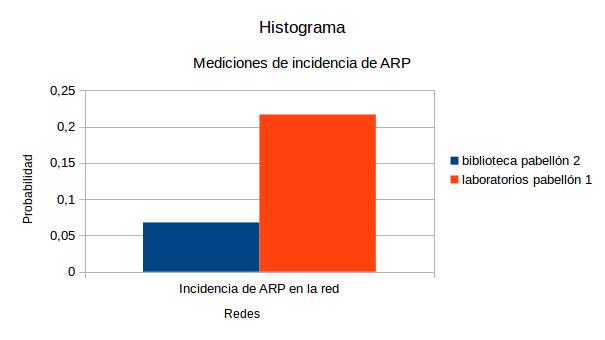 Histograma
Mediciones de incidencia de ARP
0,25
0,2
0,15
0,1
0,05
0
Probabilidad
biblioteca pabellón 2
laboratorios pabellón 1
Incidencia de ARP en la red
Redes